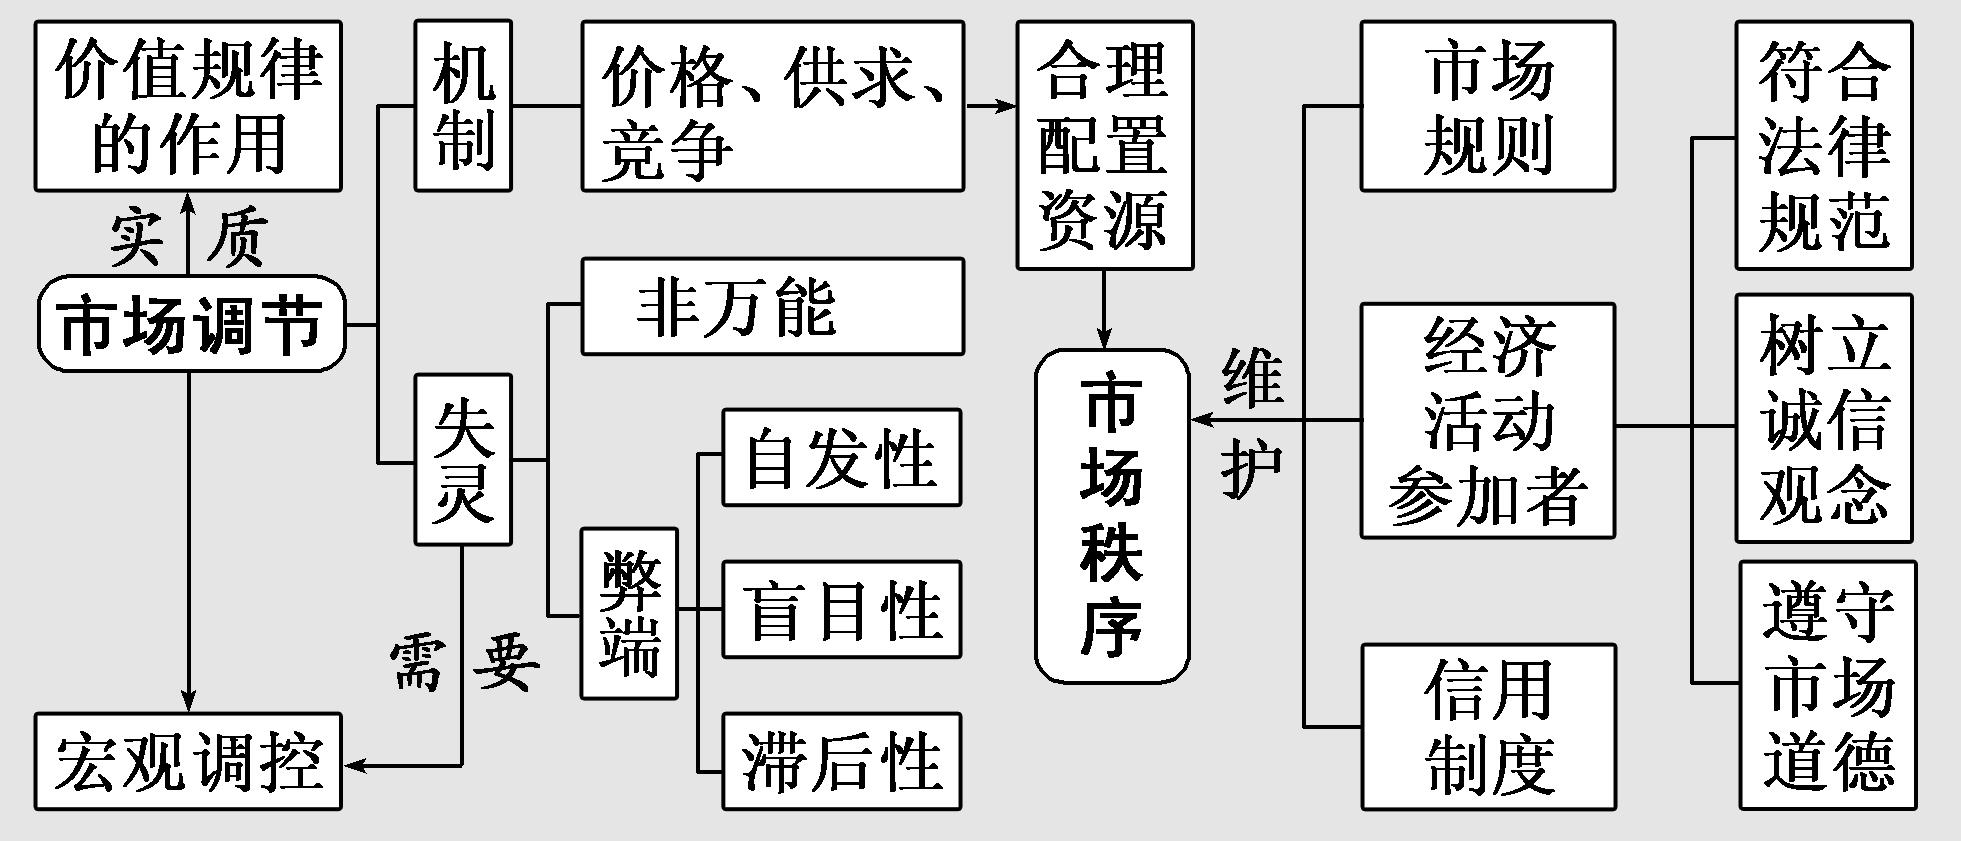 价值规律
的作用
实质
市场调节
宏观调控
机
制
失
灵
需要
价格、供求、
竞争
非万能
弊
端
自发性
盲目性
滞后性
合理
配置
资源
市
场
秩
序
维
护
市场
规则
经济
活动
参加者
信用
制度
符合
法律
规范
树立
诚信
观念
遵守
市场
道德